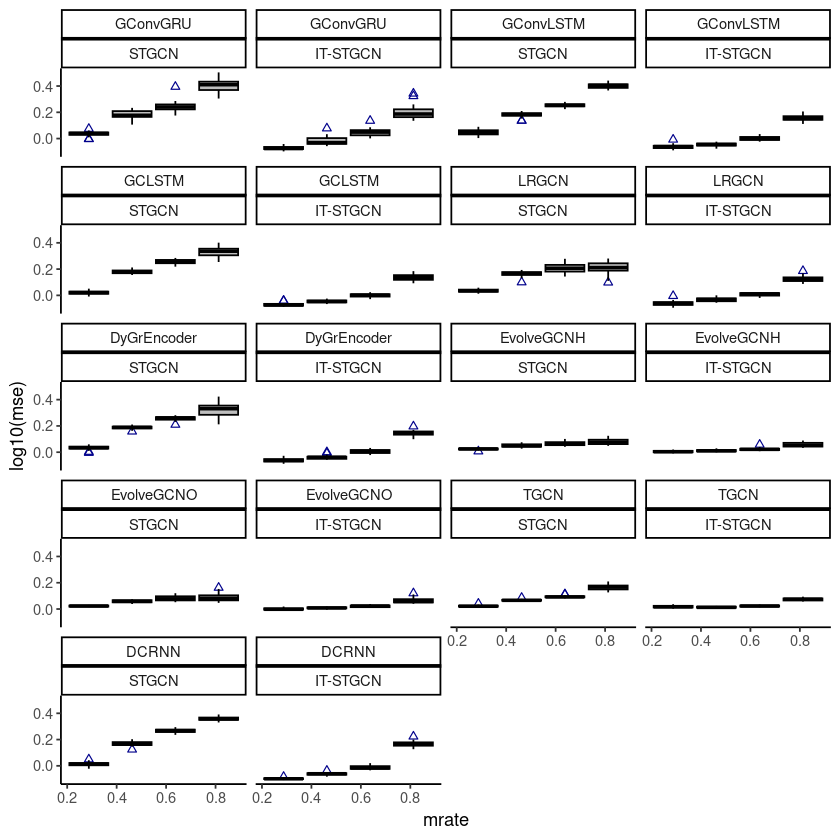 GConvGRU GConvGRU GConvLSTM GConvLSTM
STGCN IT-STGCN STGCN IT-STGCN
0.4
0.2
0.0
GCLSTM GCLSTM LRGCN LRGCN
STGCN IT-STGCN STGCN IT-STGCN
0.4
0.2
0.0
DyGrEncoder DyGrEncoder EvolveGCNH EvolveGCNH
STGCN IT-STGCN STGCN IT-STGCN
0.4
0.2
0.0
log10(mse)
EvolveGCNO EvolveGCNO TGCN TGCN
STGCN IT-STGCN STGCN IT-STGCN
0.4
0.2
0.0
0.2 0.4 0.6 0.8 0.2 0.4 0.6 0.8
DCRNN DCRNN
STGCN IT-STGCN
0.4
0.2
0.0
0.2 0.4 0.6 0.8 0.2 0.4 0.6 0.8
mrate